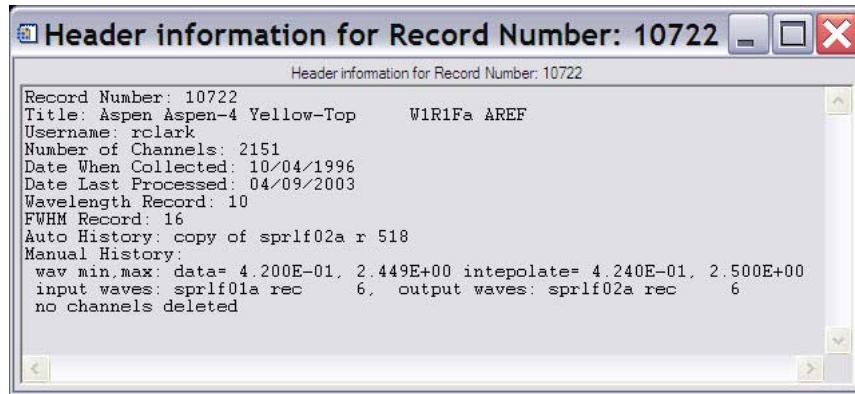 Header information for Record Number: 10722
Header information for Record Number: 10722
Record Number: 10722
Title: Aspen Aspen-4 Yellow-Top     W1R1Fa AREF
Username: rclark
Number of Channels: 2151
Date When Collected: 10/04/1996
Date Last Processed: 04/09/2003
Wavelength Record: 10
FWHM Record: 16
Auto History: copy of sprlf02a r 518
Manual History:
wav min,max: data= 4.200E-01, 2.449E+00 intepolate= 4.240E-01, 2.500E+00
input waves: sprlf01a rec     6,  output waves: sprlf02a rec     6
no channels deleted